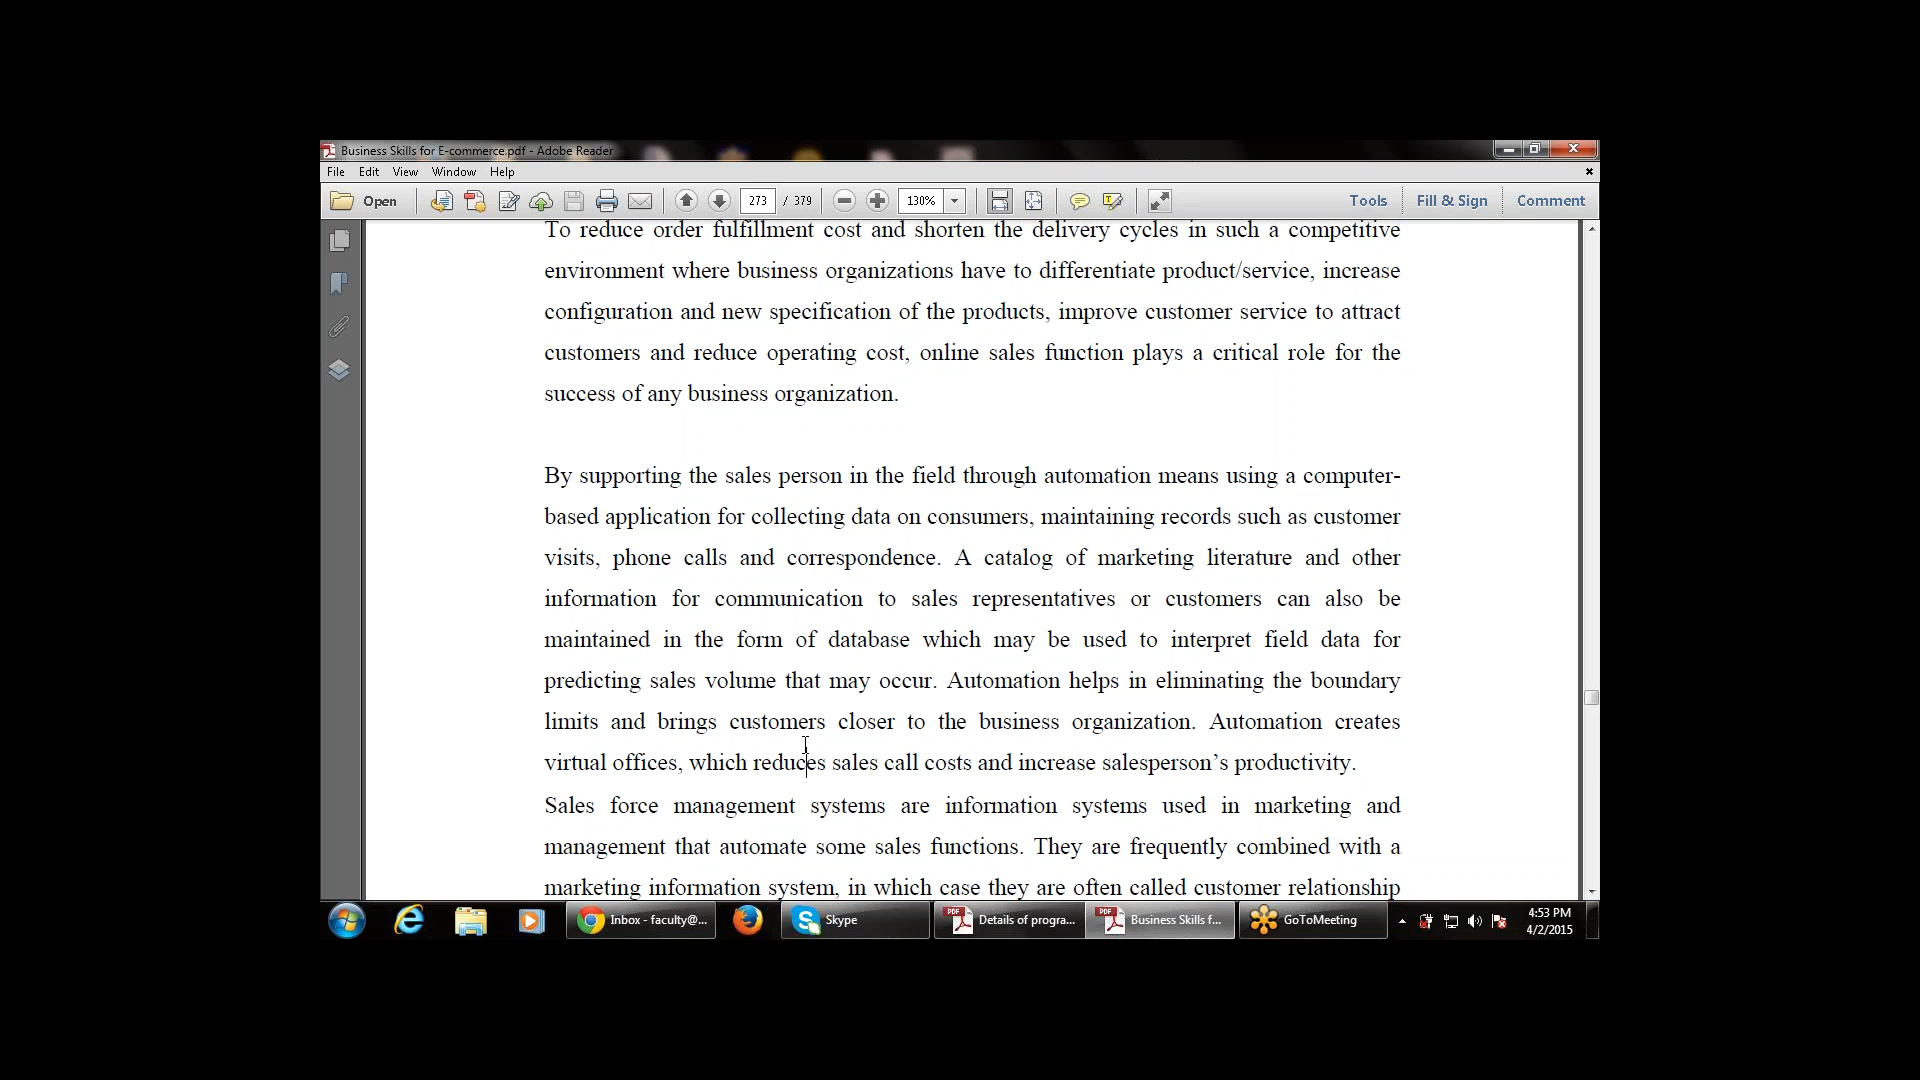 Business Skills for E-commerce.pdf - Adobe Reader
File Edit View Window Help
Open 273 / 379 130% Tools Fill & Sign Comment
To reduce order fulfillment cost and shorten the delivery cycles in such a competitive
environment where business organizations have to differentiate product/service, increase
configuration and new specification of the products, improve customer service to attract
customers and reduce operating cost, online sales function plays a critical role for the
success of any business organization.
By supporting the sales person in the field through automation means using a computer-
based application for collecting data on consumers, maintaining records such as customer
visits, phone calls and correspondence. A catalog of marketing literature and other
information for communication to sales representatives or customers can also be
maintained in the form of database which may be used to interpret field data for
predicting sales volume that may occur. Automation helps in eliminating the boundary
limits and brings customers closer to the business organization. Automation creates
virtual offices, which reduces sales call costs and increase salesperson’s productivity.
Sales force management systems are information systems used in marketing and
management that automate some sales functions. They are frequently combined with a
marketing information system, in which case they are often called customer relationship
Inbox - faculty@... Skype Details of progra... Business Skills f... GoToMeeting 4:53 PM
4/2/2015